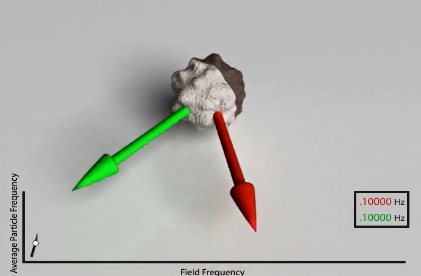 .10000 Hz
.10000 Hz
Average Particle Frequency
Field Frequency